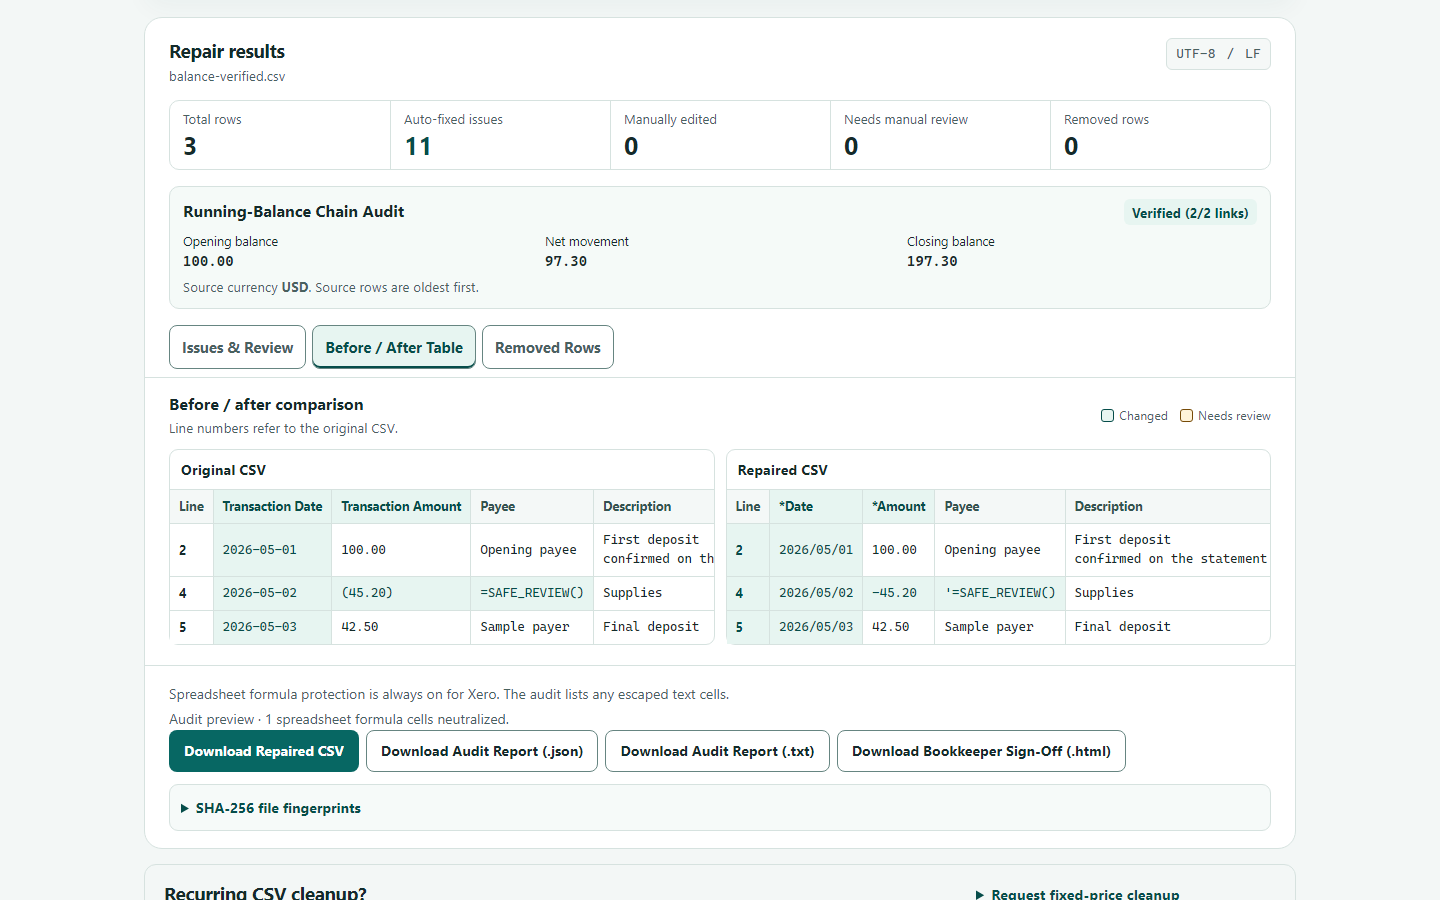 Repair results
UTF-8 / LF
balance-verified.csv
Total rows
3
Auto-fixed issues
11
Manually edited
0
Needs manual review
0
Removed rows
0
Running-Balance Chain Audit
Verified (2/2 links)
Opening balance
100.00
Net movement
97.30
Closing balance
197.30
Source currency USD. Source rows are oldest first.
Issues & Review
Before / After Table
Removed Rows
Before / after comparison
Line numbers refer to the original CSV.
Changed
Needs review
Original CSV
Line Transaction Date Transaction Amount Payee Description
2 2026-05-01 100.00 Opening payee First deposit
confirmed on th
4 2026-05-02 (45.20) =SAFE_REVIEW() Supplies
5 2026-05-03 42.50 Sample payer Final deposit
Repaired CSV
Line *Date *Amount Payee Description
2 2026/05/01 100.00 Opening payee First deposit
confirmed on the statement
4 2026/05/02 -45.20 '=SAFE_REVIEW() Supplies
5 2026/05/03 42.50 Sample payer Final deposit
Spreadsheet formula protection is always on for Xero. The audit lists any escaped text cells.
Audit preview · 1 spreadsheet formula cells neutralized.
Download Repaired CSV
Download Audit Report (.json)
Download Audit Report (.txt)
Download Bookkeeper Sign-Off (.html)
SHA-256 file fingerprints
Recurring CSV cleanup?
Request fixed-price cleanup